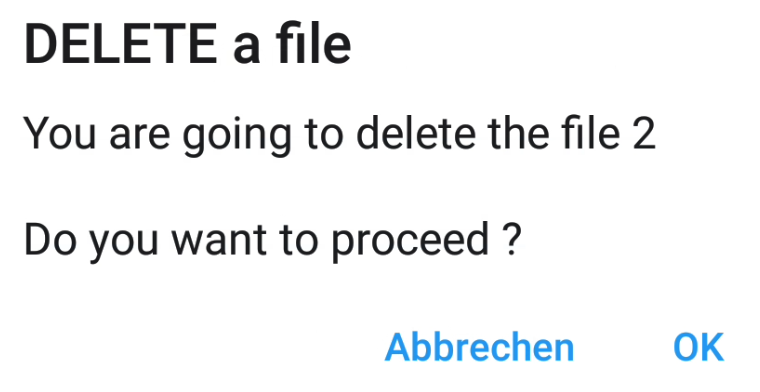 DELETE a file
You are going to delete the file 2
Do you want to proceed ?
Abbrechen OK